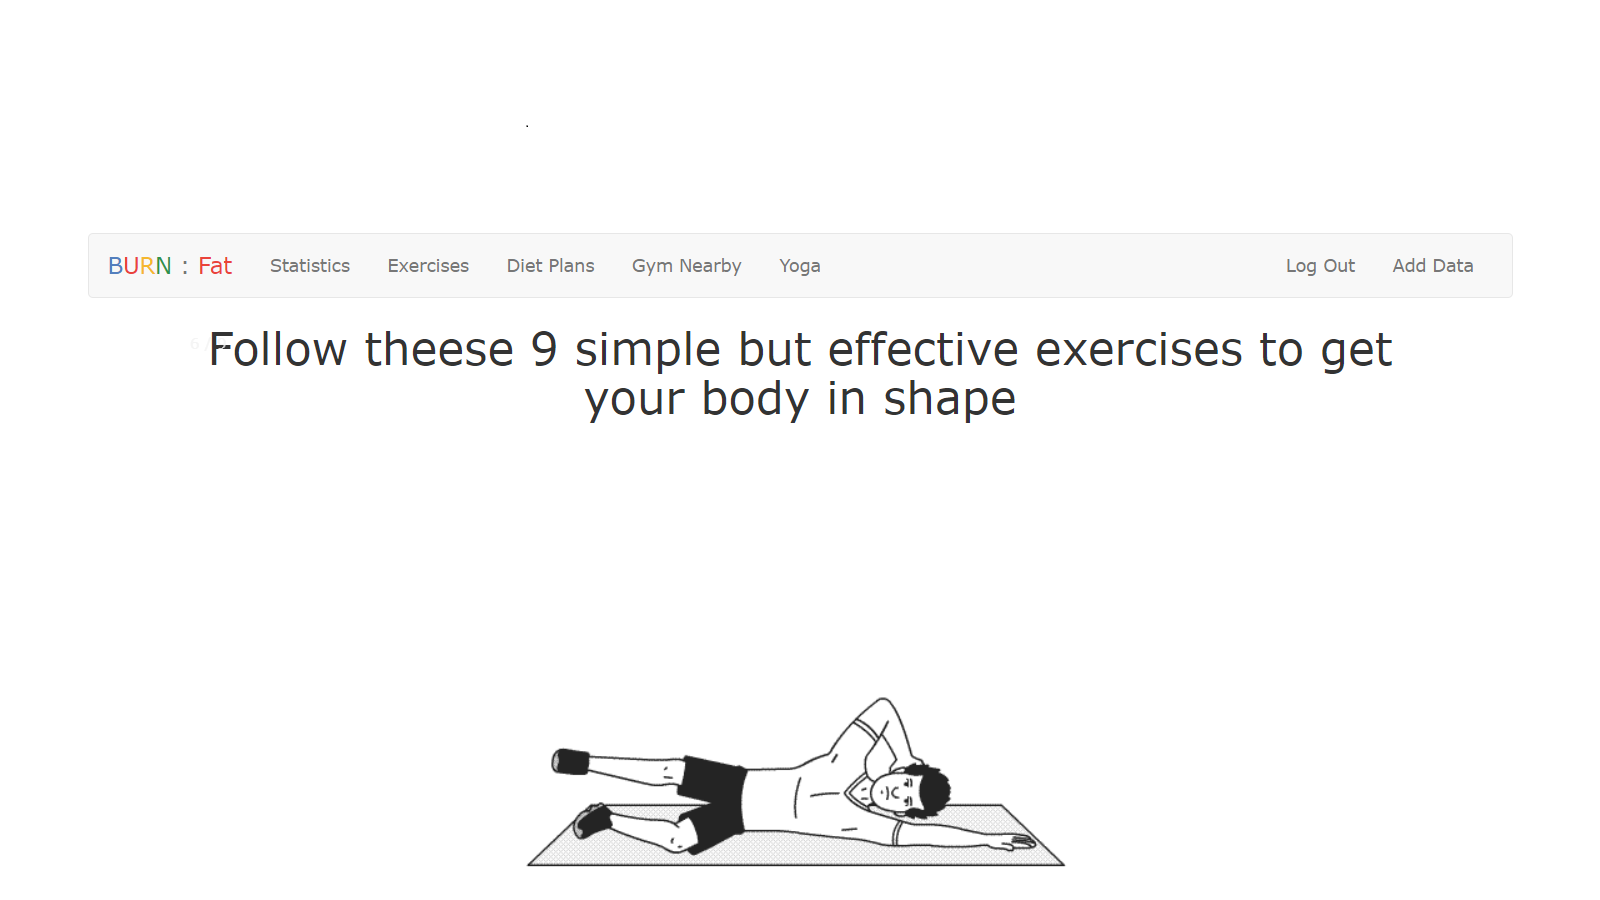 BURN : Fat Statistics Exercises Diet Plans Gym Nearby Yoga Log Out Add Data
Follow theese 9 simple but effective exercises to get
your body in shape